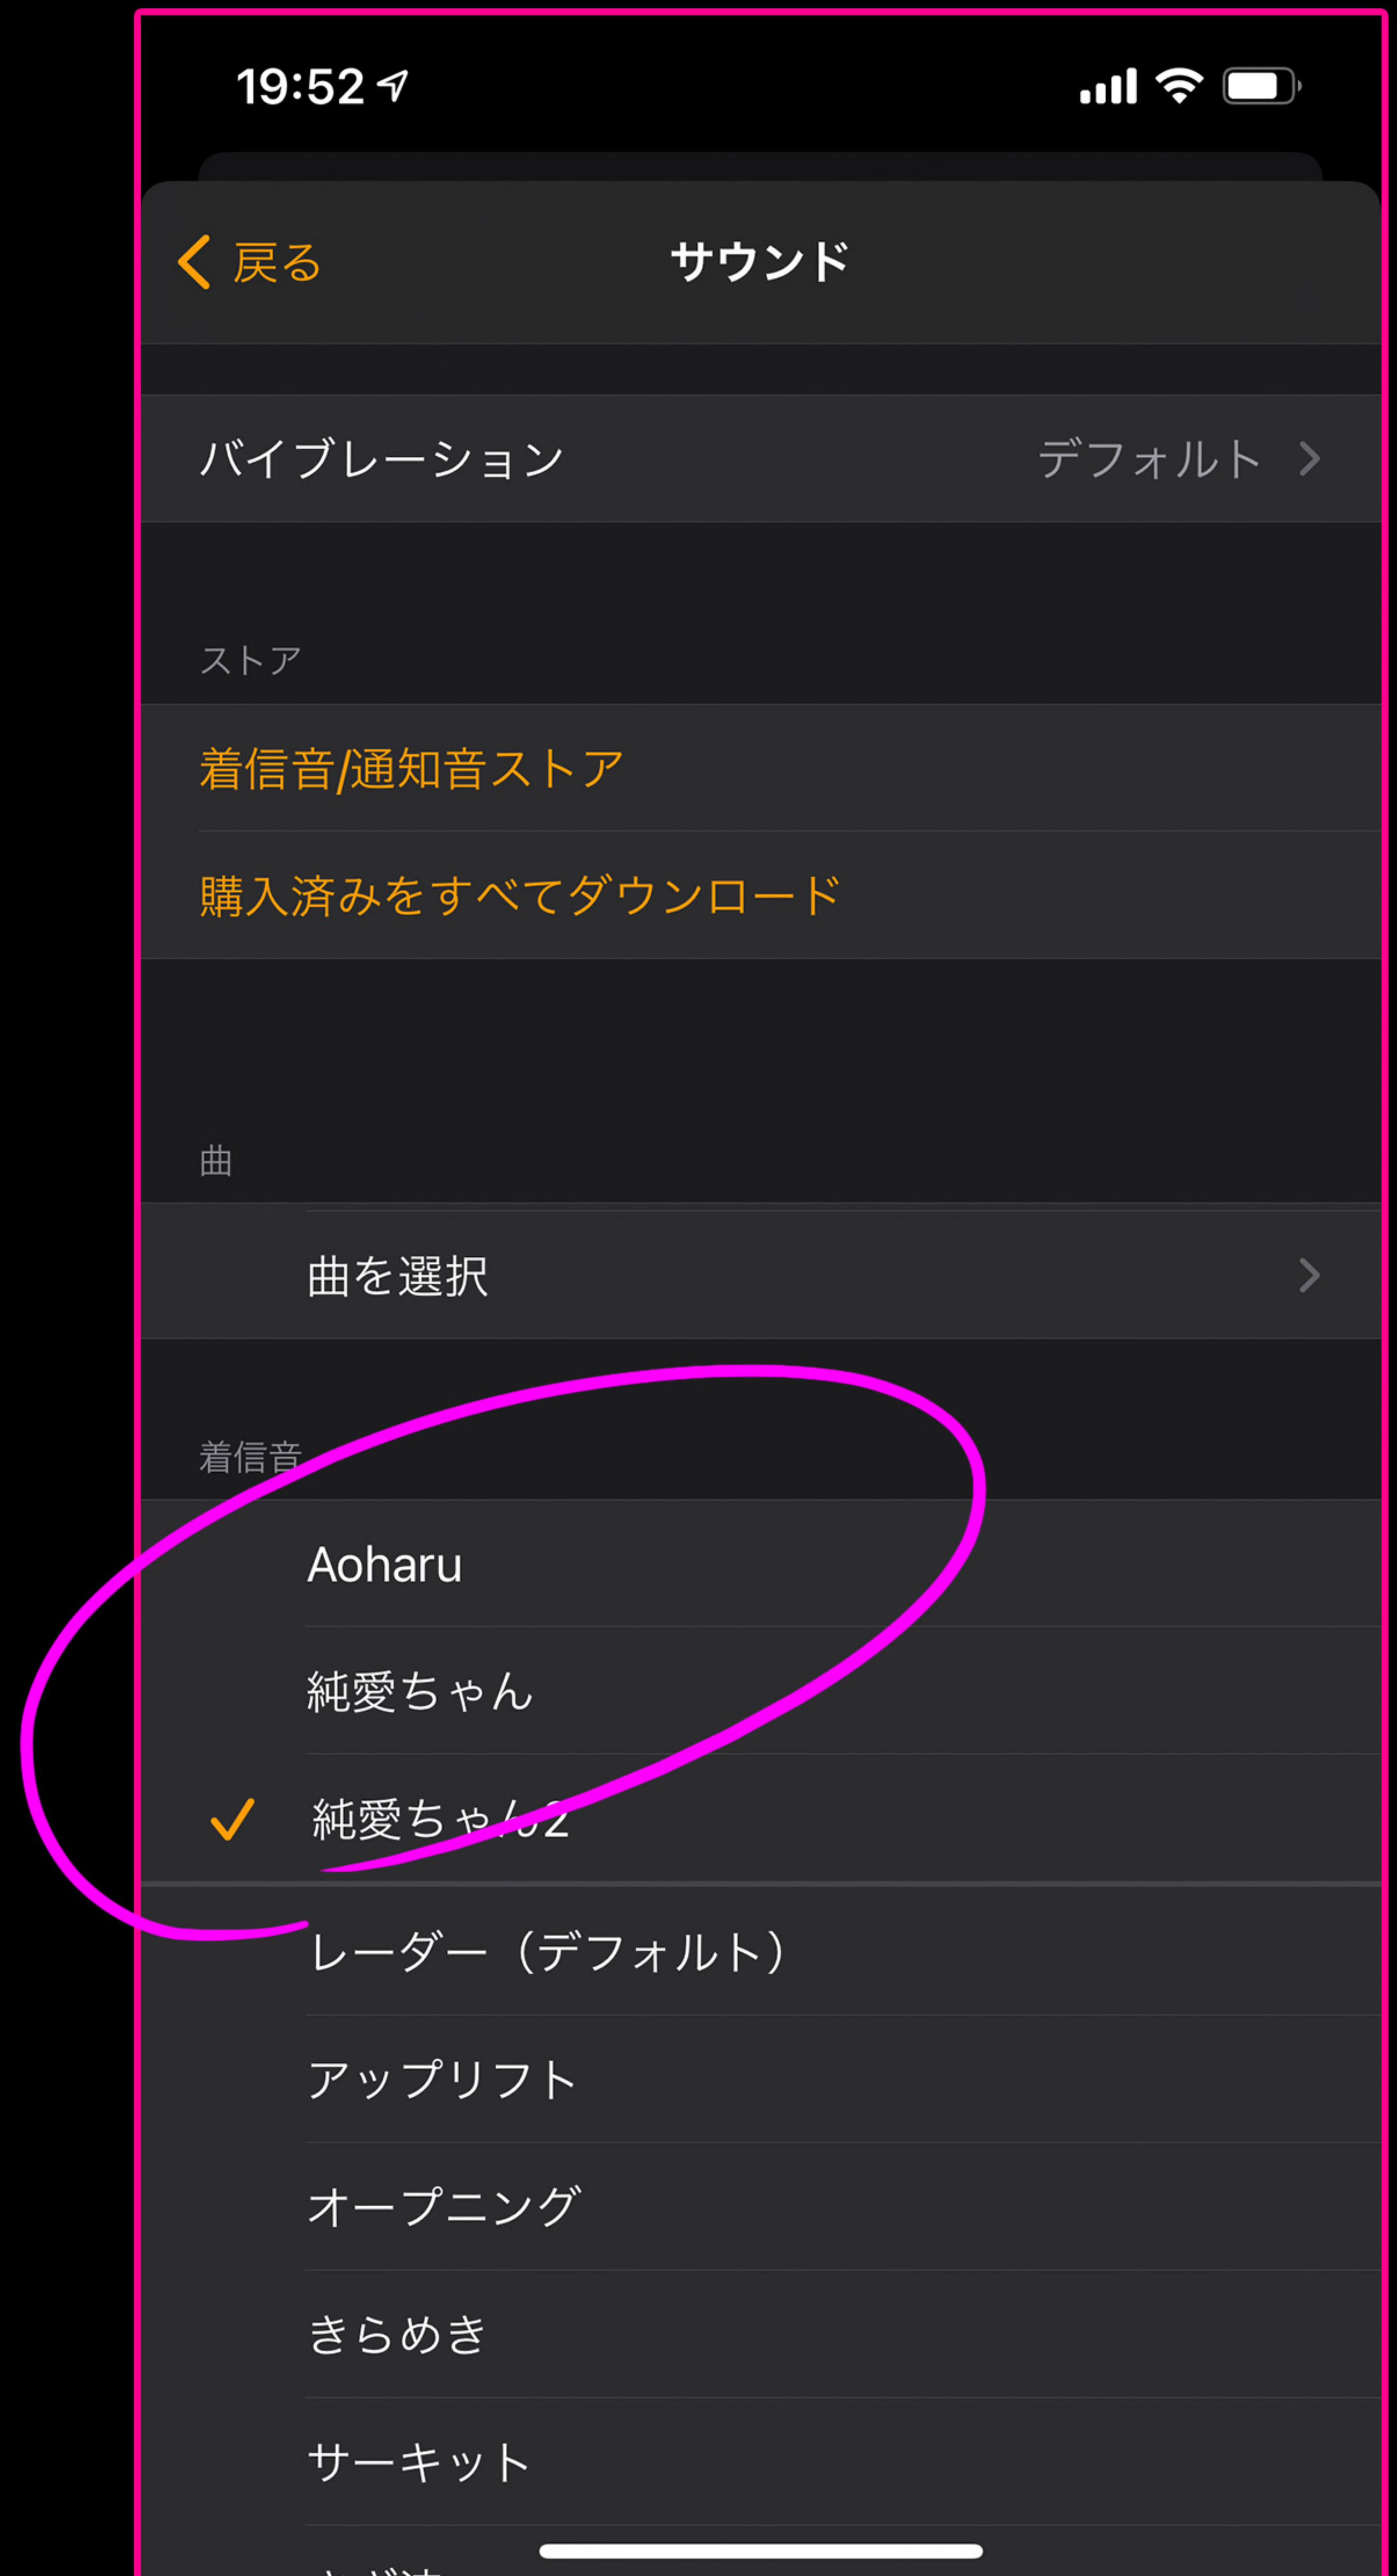 19:52
戻る
サウンド
バイブレーション
デフォルト
ストア
着信音/通知音ストア
購入済みをすべてダウンロード
曲
曲を選択
着信音
Aoharu
純愛ちゃん
純愛ちゃん2
レーダー（デフォルト）
アップリフト
オープニング
きらめき
サーキット